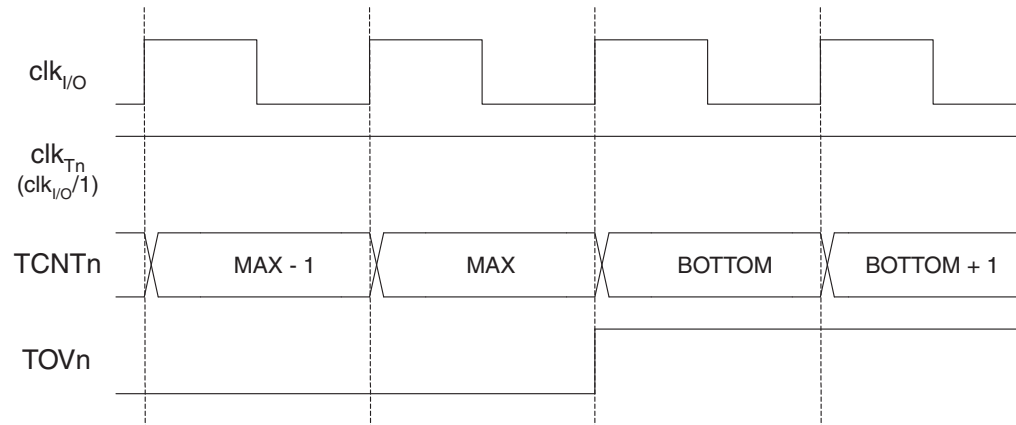 clkI/O
clkTn
(clkI/O/1)
TCNTn MAX - 1 MAX BOTTOM BOTTOM + 1
TOVn